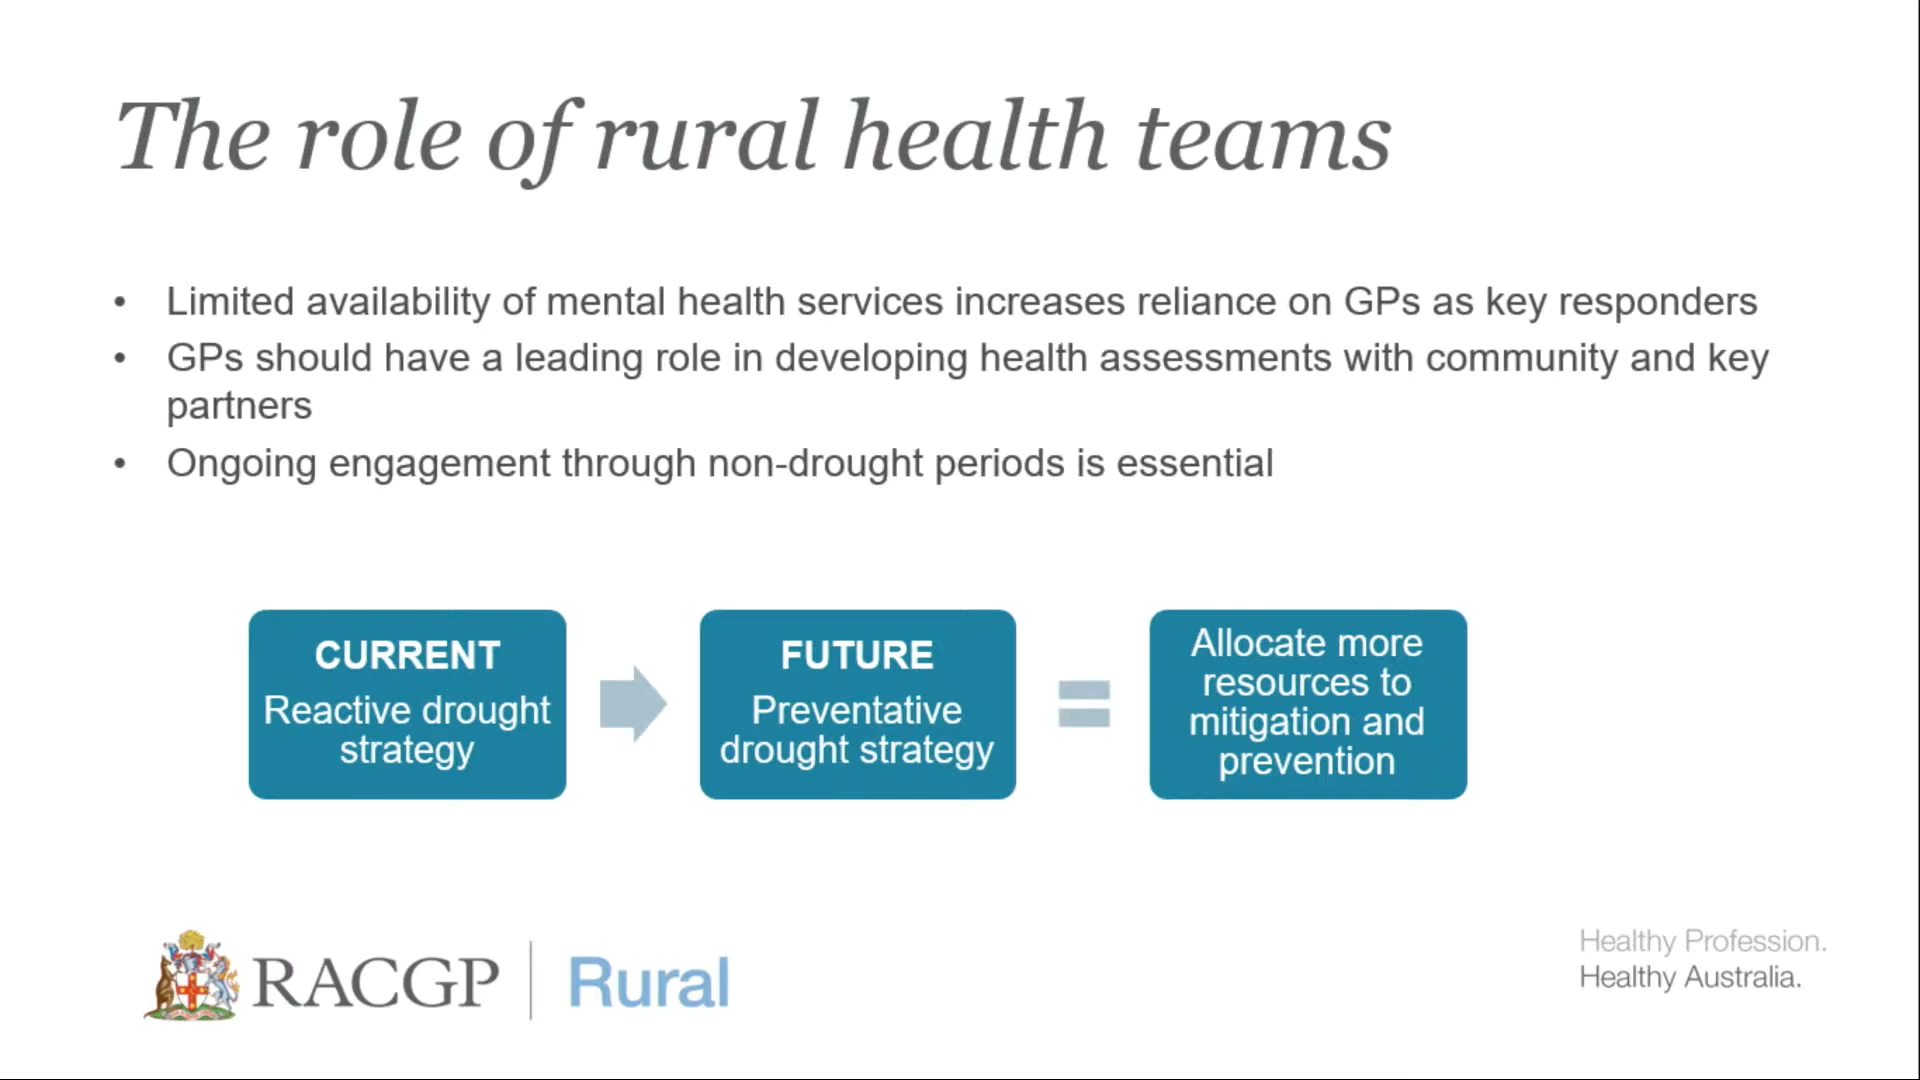 The role of rural health teams
• Limited availability of mental health services increases reliance on GPs as key responders
• GPs should have a leading role in developing health assessments with community and key
partners
• Ongoing engagement through non-drought periods is essential
CURRENT
Reactive drought
strategy
FUTURE
Preventative
drought strategy
Allocate more
resources to
mitigation and
prevention
RACGP
Rural
Healthy Profession.
Healthy Australia.